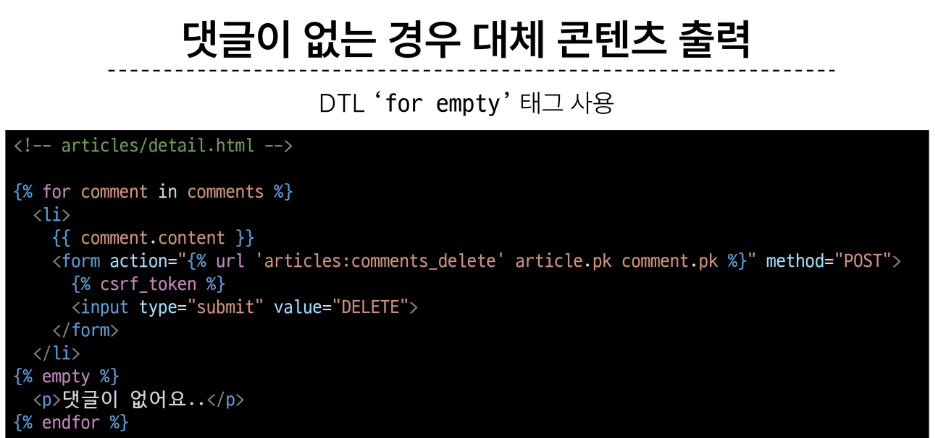 댓글이 없는 경우 대체 콘텐츠 출력
DTL ‘for empty’ 태그 사용
<!-- articles/detail.html -->
{% for comment in comments %}
  <li>
    {{ comment.content }}
    <form action="{% url 'articles:comments_delete' article.pk comment.pk %}" method="POST">
      {% csrf_token %}
      <input type="submit" value="DELETE">
    </form>
  </li>
{% empty %}
  <p>댓글이 없어요..</p>
{% endfor %}